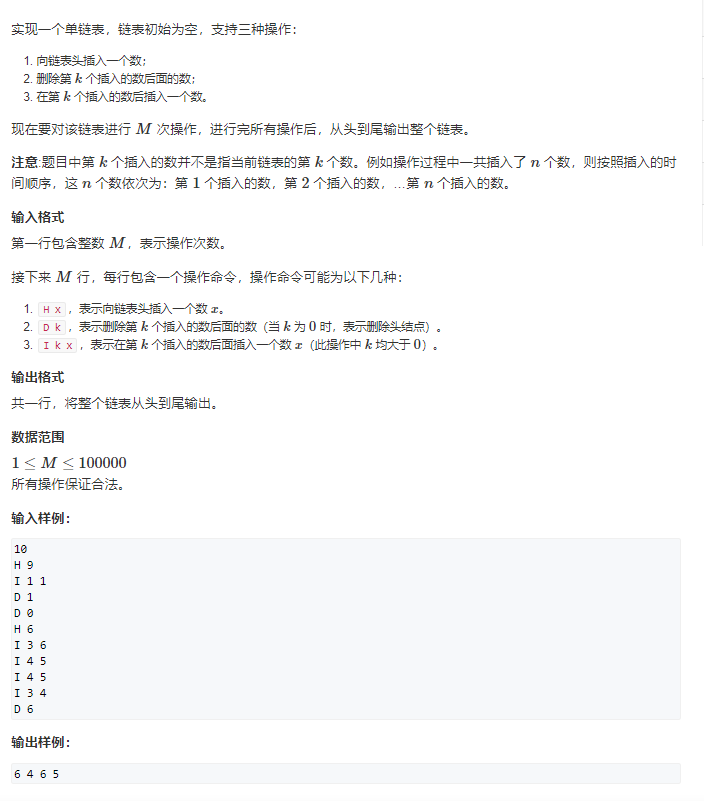 实现一个单链表，链表初始为空，支持三种操作：
1. 向链表头插入一个数；
2. 删除第 k 个插入的数后面的数；
3. 在第 k 个插入的数后插入一个数。
现在要对该链表进行 M 次操作，进行完所有操作后，从头到尾输出整个链表。
注意:题目中第 k 个插入的数并不是指当前链表的第 k 个数。例如操作过程中一共插入了 n 个数，则按照插入的时
间顺序，这 n 个数依次为：第 1 个插入的数，第 2 个插入的数，…第 n 个插入的数。
输入格式
第一行包含整数 M，表示操作次数。
接下来 M 行，每行包含一个操作命令，操作命令可能为以下几种：
1. H x，表示向链表头插入一个数 x。
2. D k，表示删除第 k 个插入的数后面的数（当 k 为 0 时，表示删除头结点）。
3. I k x，表示在第 k 个插入的数后面插入一个数 x（此操作中 k 均大于 0）。
输出格式
共一行，将整个链表从头到尾输出。
数据范围
1 ≤ M ≤ 100000
所有操作保证合法。
输入样例：
10
H 9
I 1 1
D 1
D 0
H 6
I 3 6
I 4 5
I 4 5
I 3 4
D 6
输出样例：
6 4 6 5